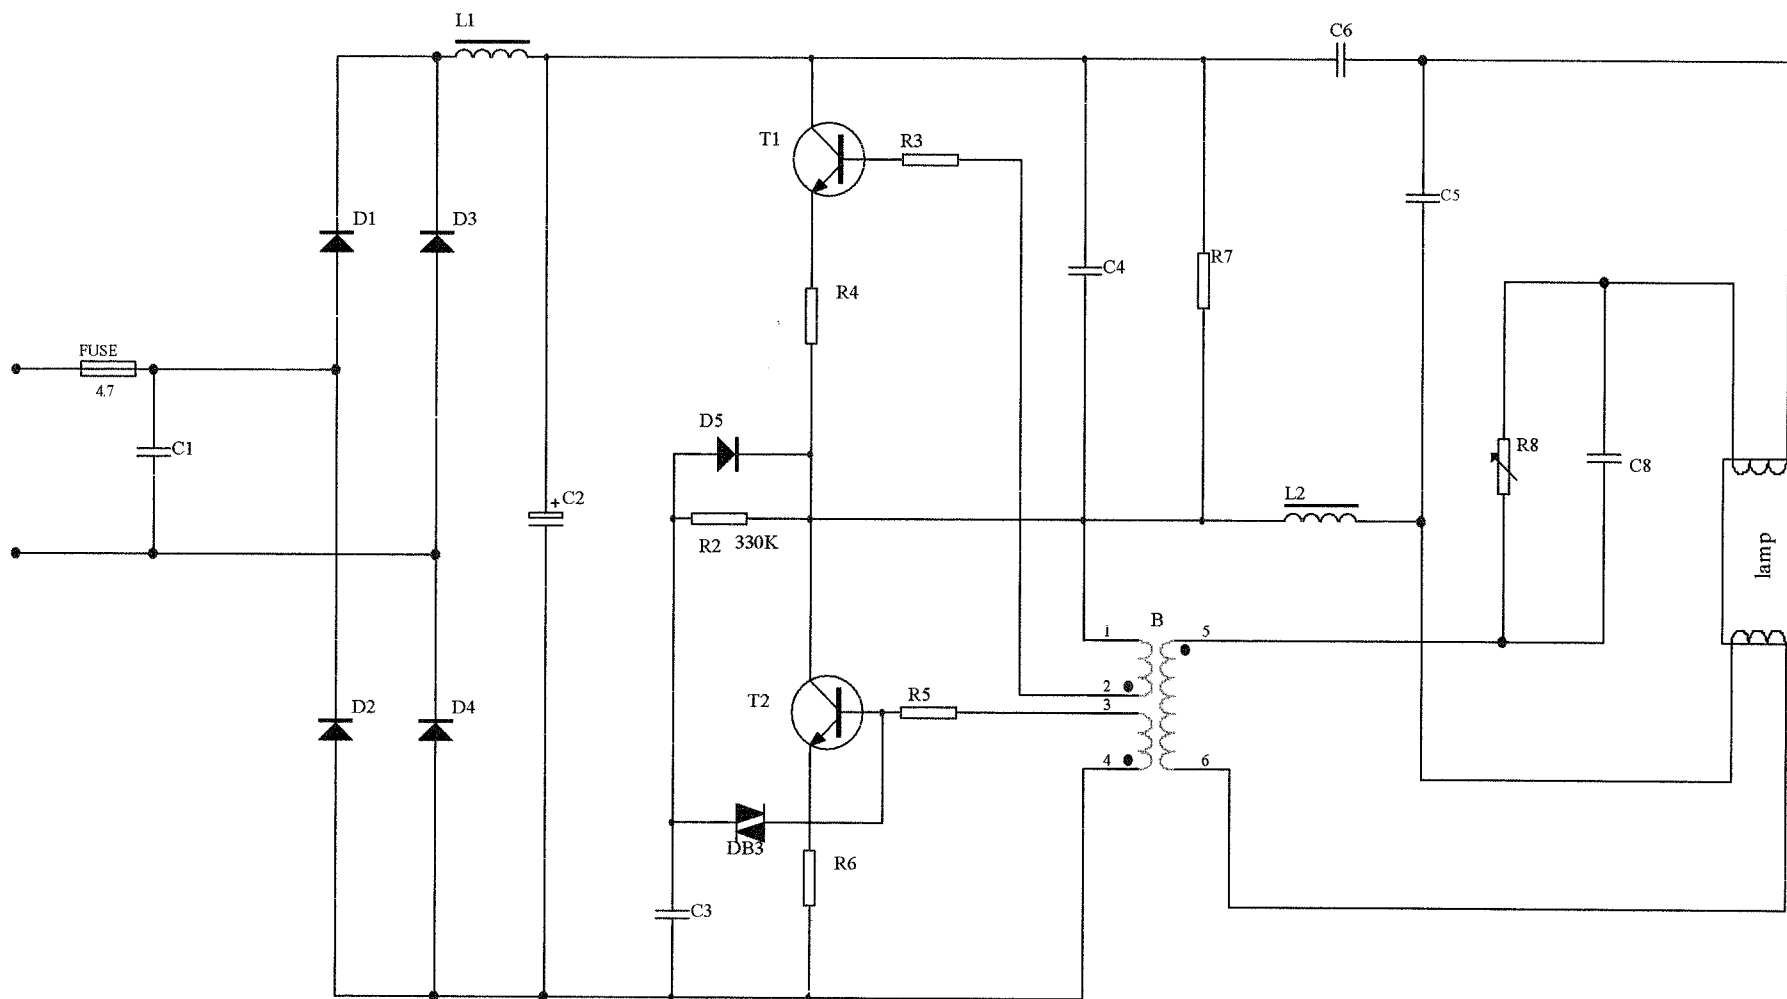 L1
C6
T1
R3
C5
D1
D3
R7
C4
R4
FUSE
4.7
D5
R8
C1
C8
C2
+
L2
R2
330K
lamp
B
1
5
2
T2
R5
3
D2
D4
4
6
DB3
R6
C3